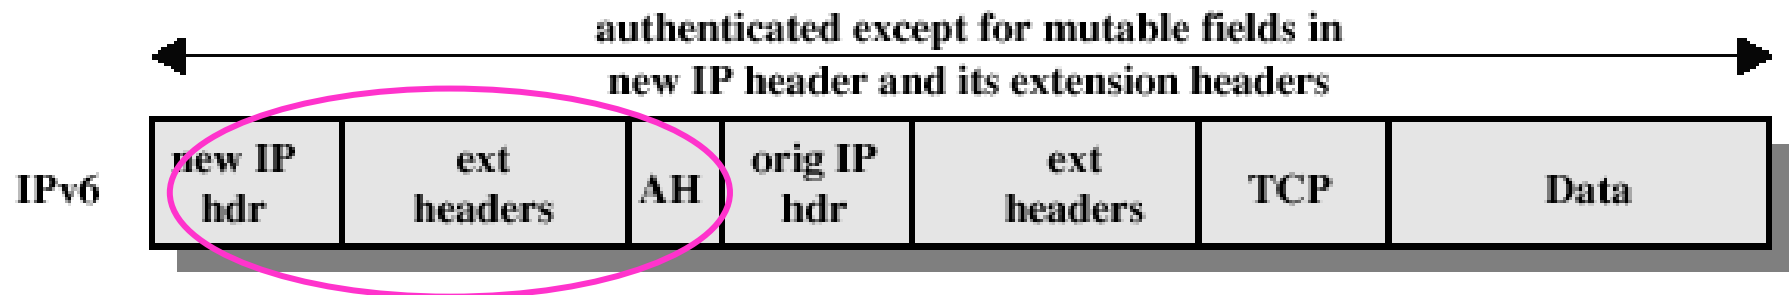 authenticated except for mutable fields in
new IP header and its extension headers
IPv6
new IP
hdr
ext
headers
AH
orig IP
hdr
ext
headers
TCP
Data